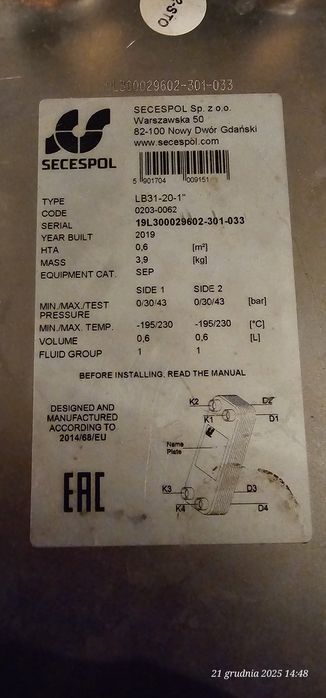 2-STO
19L300029602-301-033
SECESPOL
SECESPOL Sp. z o.o.
Warszawska 50
82-100 Nowy Dwór Gdański
www.secespol.com
5 901704 009151
TYPE LB31-20-1"
CODE 0203-0062
SERIAL 19L300029602-301-033
YEAR BUILT 2019
HTA 0,6 [m²]
MASS 3,9 [kg]
EQUIPMENT CAT. SEP
SIDE 1 SIDE 2
MIN./MAX./TEST PRESSURE 0/30/43 0/30/43 [bar]
MIN./MAX. TEMP. -195/230 -195/230 [°C]
VOLUME 0,6 0,6 [L]
FLUID GROUP 1 1
BEFORE INSTALLING, READ THE MANUAL
DESIGNED AND
MANUFACTURED
ACCORDING TO
2014/68/EU
EAC
K2 D2
K1 D1
Name
Plate
K3 D3
K4 D4
21 grudnia 2025 14:48